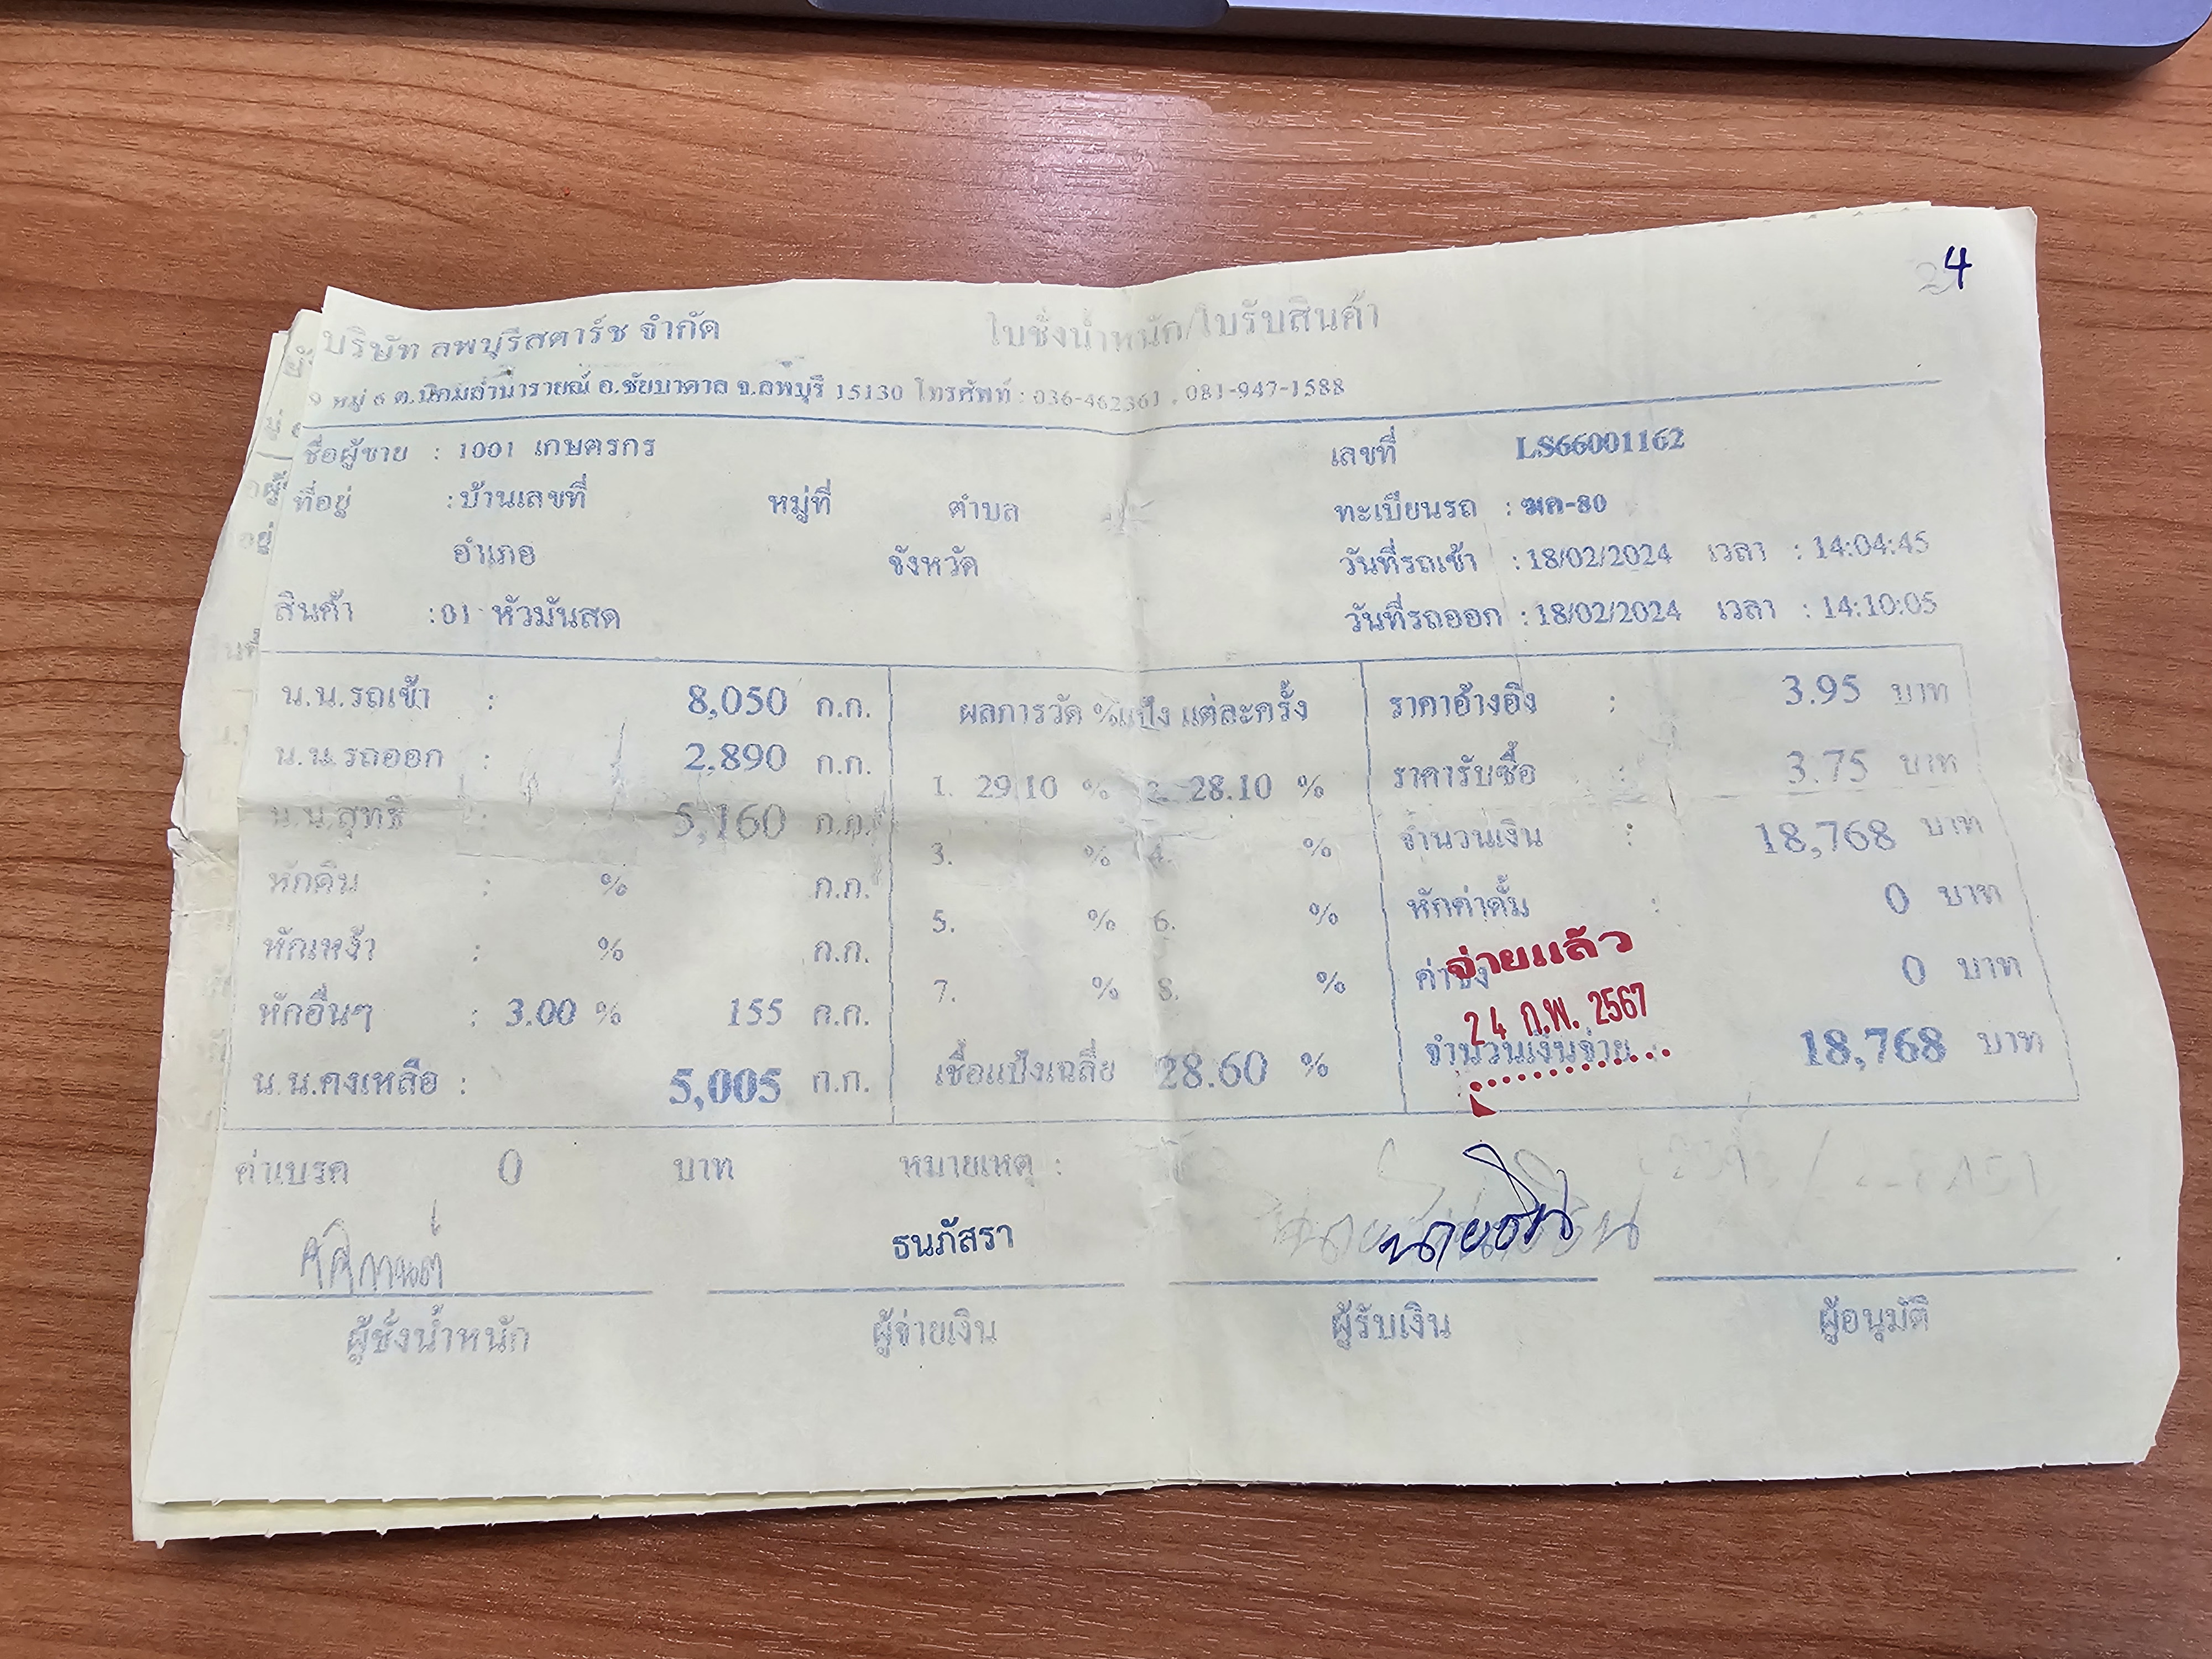 4
บริษัท ลพบุรีสตาร์ช จำกัด ใบชั่งน้ำหนัก/ใบรับสินค้า
9 หมู่ 6 ต.นิคมลำนารายณ์ อ.ชัยบาดาล จ.ลพบุรี 15130 โทรศัพท์ : 036-462361 , 081-947-1588
ชื่อผู้ขาย : 1001 เกษตรกร เลขที่ LS66001162
ที่อยู่ : บ้านเลขที่ หมู่ที่ ตำบล ทะเบียนรถ : ฆค-80
อำเภอ จังหวัด วันที่รถเข้า : 18/02/2024 เวลา : 14:04:45
สินค้า : 01 หัวมันสด วันที่รถออก : 18/02/2024 เวลา : 14:10:05
น.น.รถเข้า : 8,050 ก.ก. ผลการวัด %แป้ง แต่ละครั้ง ราคาอ้างอิง : 3.95 บาท
น.น.รถออก : 2,890 ก.ก. 1. 29.10 % 2. 28.10 % ราคารับซื้อ : 3.75 บาท
น.น.สุทธิ : 5,160 ก.ก. 3. % 4. % จำนวนเงิน : 18,768 บาท
หักดิน : % ก.ก. 5. % 6. % หักค่าดั้ม : 0 บาท
หักเหง้า : % ก.ก. 7. % 8. % ค่าชั่ง 0 บาท
จ่ายแล้ว
24 ก.พ. 2567
หักอื่นๆ : 3.00 % 155 ก.ก. เชื้อแป้งเฉลี่ย 28.60 % จำนวนเงินจ่าย : 18,768 บาท
น.น.คงเหลือ : 5,005 ก.ก.
ค่าเบรค 0 บาท หมายเหตุ :
ธนภัสรา
ผู้ชั่งน้ำหนัก ผู้จ่ายเงิน ผู้รับเงิน ผู้อนุมัติ